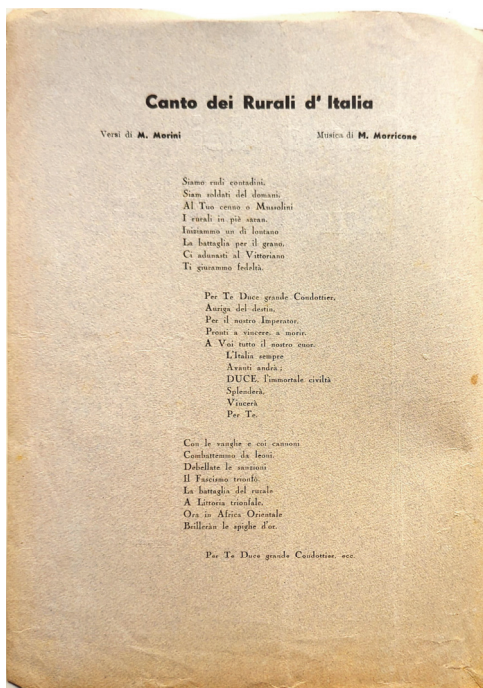 Canto dei Rurali d' Italia
Versi di M. Morini
Musica di M. Morricone
Siamo rudi contadini,
Siam soldati del domani,
Al Tuo cenno o Mussolini
I rurali in piè saran.
Iniziammo un dì lontano
La battaglia per il grano,
Ci adunasti al Vittoriano
Ti giurammo fedeltà.
Per Te Duce grande Condottier,
Auriga del destin,
Per il nostro Imperator,
Pronti a vincere, a morir.
A Voi tutto il nostro cuor.
L'Italia sempre
Avanti andrà ;
DUCE, l'immortale civiltà
Splenderà,
Vincerà
Per Te.
Con le vanghe e coi cannoni
Combattemmo da leoni.
Debellate le sanzioni
Il Fascismo trionfò.
La battaglia del rurale
A Littoria trionfale,
Ora in Africa Orientale
Brilleràn le spighe d'or.
Per Te Duce grande Condottier, ecc.